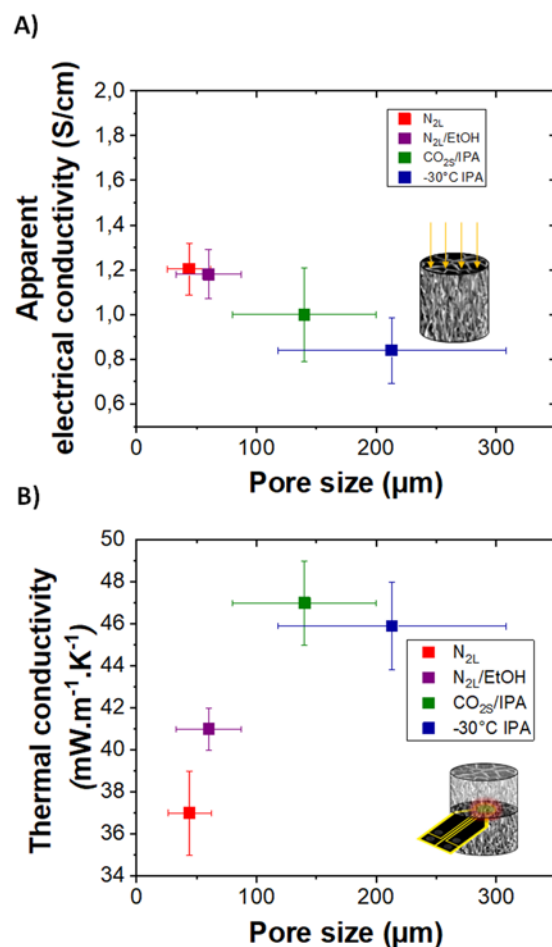 A)
Apparent
electrical conductivity (S/cm)
2,0
1,8
1,6
1,4
1,2
1,0
0,8
0,6
N2L
N2L/EtOH
CO2S/IPA
-30°C IPA
0 100 200 300
Pore size (µm)
B)
Thermal conductivity
(mW.m-1.K-1)
50
48
46
44
42
40
38
36
34
N2L
N2L/EtOH
CO2S/IPA
-30°C IPA
0 100 200 300
Pore size (µm)